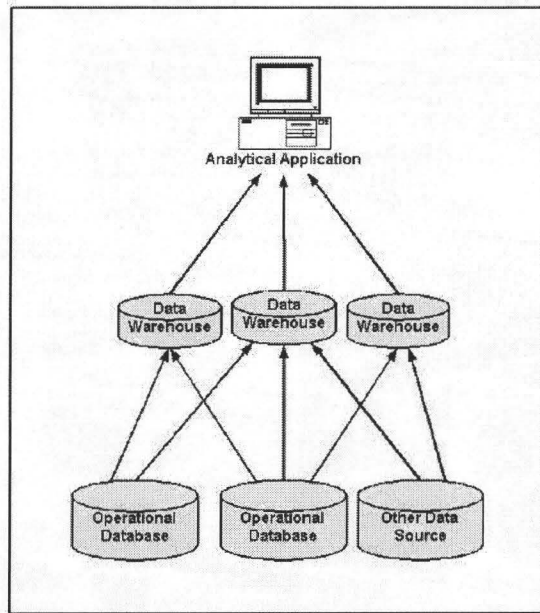 Analytical Application
Data
Warehouse
Data
Warehouse
Data
Warehouse
Operational
Database
Operational
Database
Other Data
Source